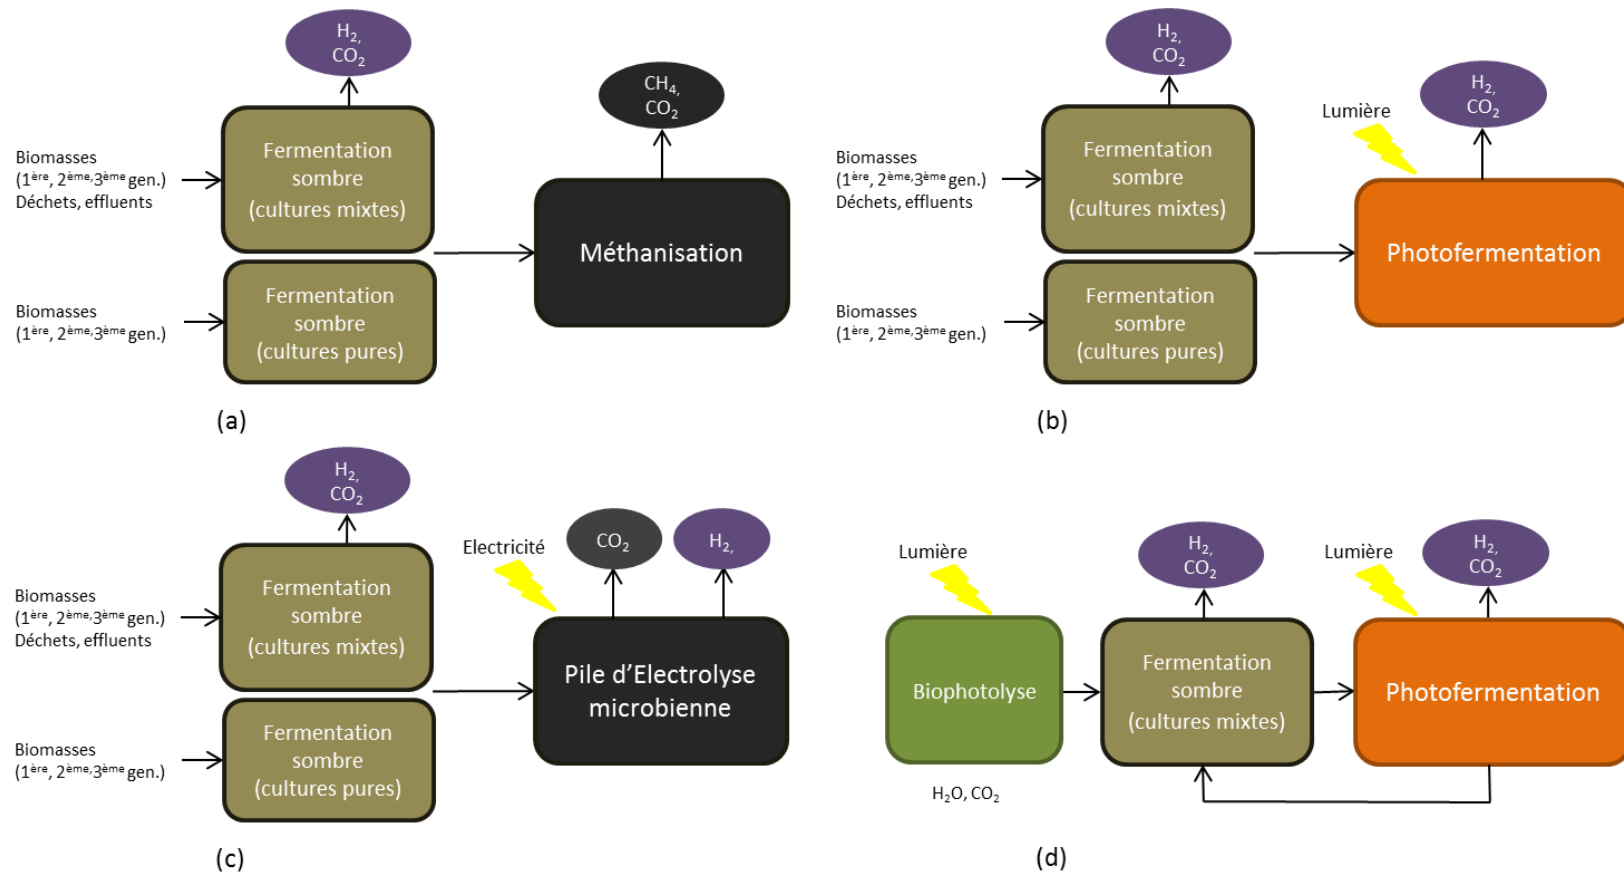 H₂,
CO₂
CH₄,
CO₂
Biomasses
(1ère, 2ème,3ème gen.)
Déchets, effluents
Fermentation
sombre
(cultures mixtes)
Méthanisation
Biomasses
(1ère, 2ème,3ème gen.)
Fermentation
sombre
(cultures pures)
(a)
H₂,
CO₂
Lumière
H₂,
CO₂
Biomasses
(1ère, 2ème,3ème gen.)
Déchets, effluents
Fermentation
sombre
(cultures mixtes)
Photofermentation
Biomasses
(1ère, 2ème,3ème gen.)
Fermentation
sombre
(cultures pures)
(b)
H₂,
CO₂
Electricité
CO₂
H₂,
Biomasses
(1ère, 2ème,3ème gen.)
Déchets, effluents
Fermentation
sombre
(cultures mixtes)
Pile d’Electrolyse
microbienne
Biomasses
(1ère, 2ème,3ème gen.)
Fermentation
sombre
(cultures pures)
(c)
Lumière
H₂,
CO₂
Lumière
H₂,
CO₂
Biophotolyse
Fermentation
sombre
(cultures mixtes)
Photofermentation
H₂O, CO₂
(d)